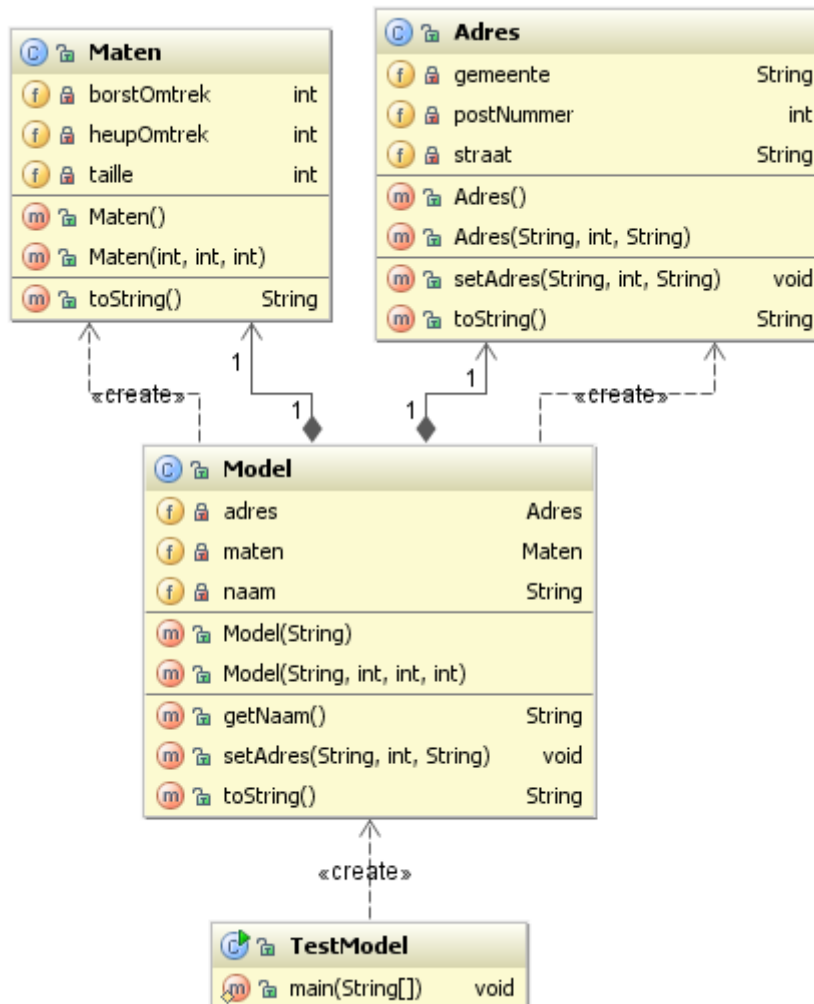 Maten
borstOmtrek int
heupOmtrek int
taille int
Maten()
Maten(int, int, int)
toString() String
Adres
gemeente String
postNummer int
straat String
Adres()
Adres(String, int, String)
setAdres(String, int, String) void
toString() String
«create»
1
1
1
1
«create»
Model
adres Adres
maten Maten
naam String
Model(String)
Model(String, int, int, int)
getNaam() String
setAdres(String, int, String) void
toString() String
«create»
TestModel
main(String[]) void